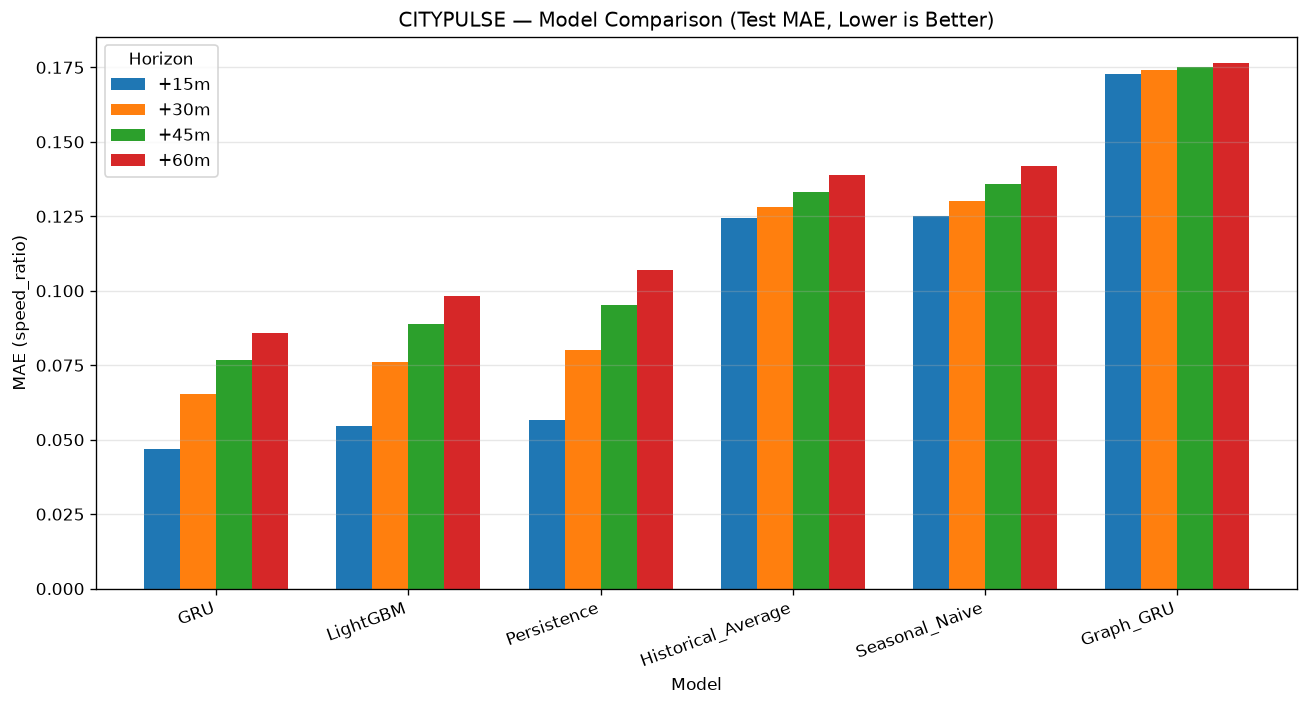 CITYPULSE — Model Comparison (Test MAE, Lower is Better)
Horizon
+15m
+30m
+45m
+60m
MAE (speed_ratio)
0.175
0.150
0.125
0.100
0.075
0.050
0.025
0.000
GRU
LightGBM
Persistence
Historical_Average
Seasonal_Naive
Graph_GRU
Model